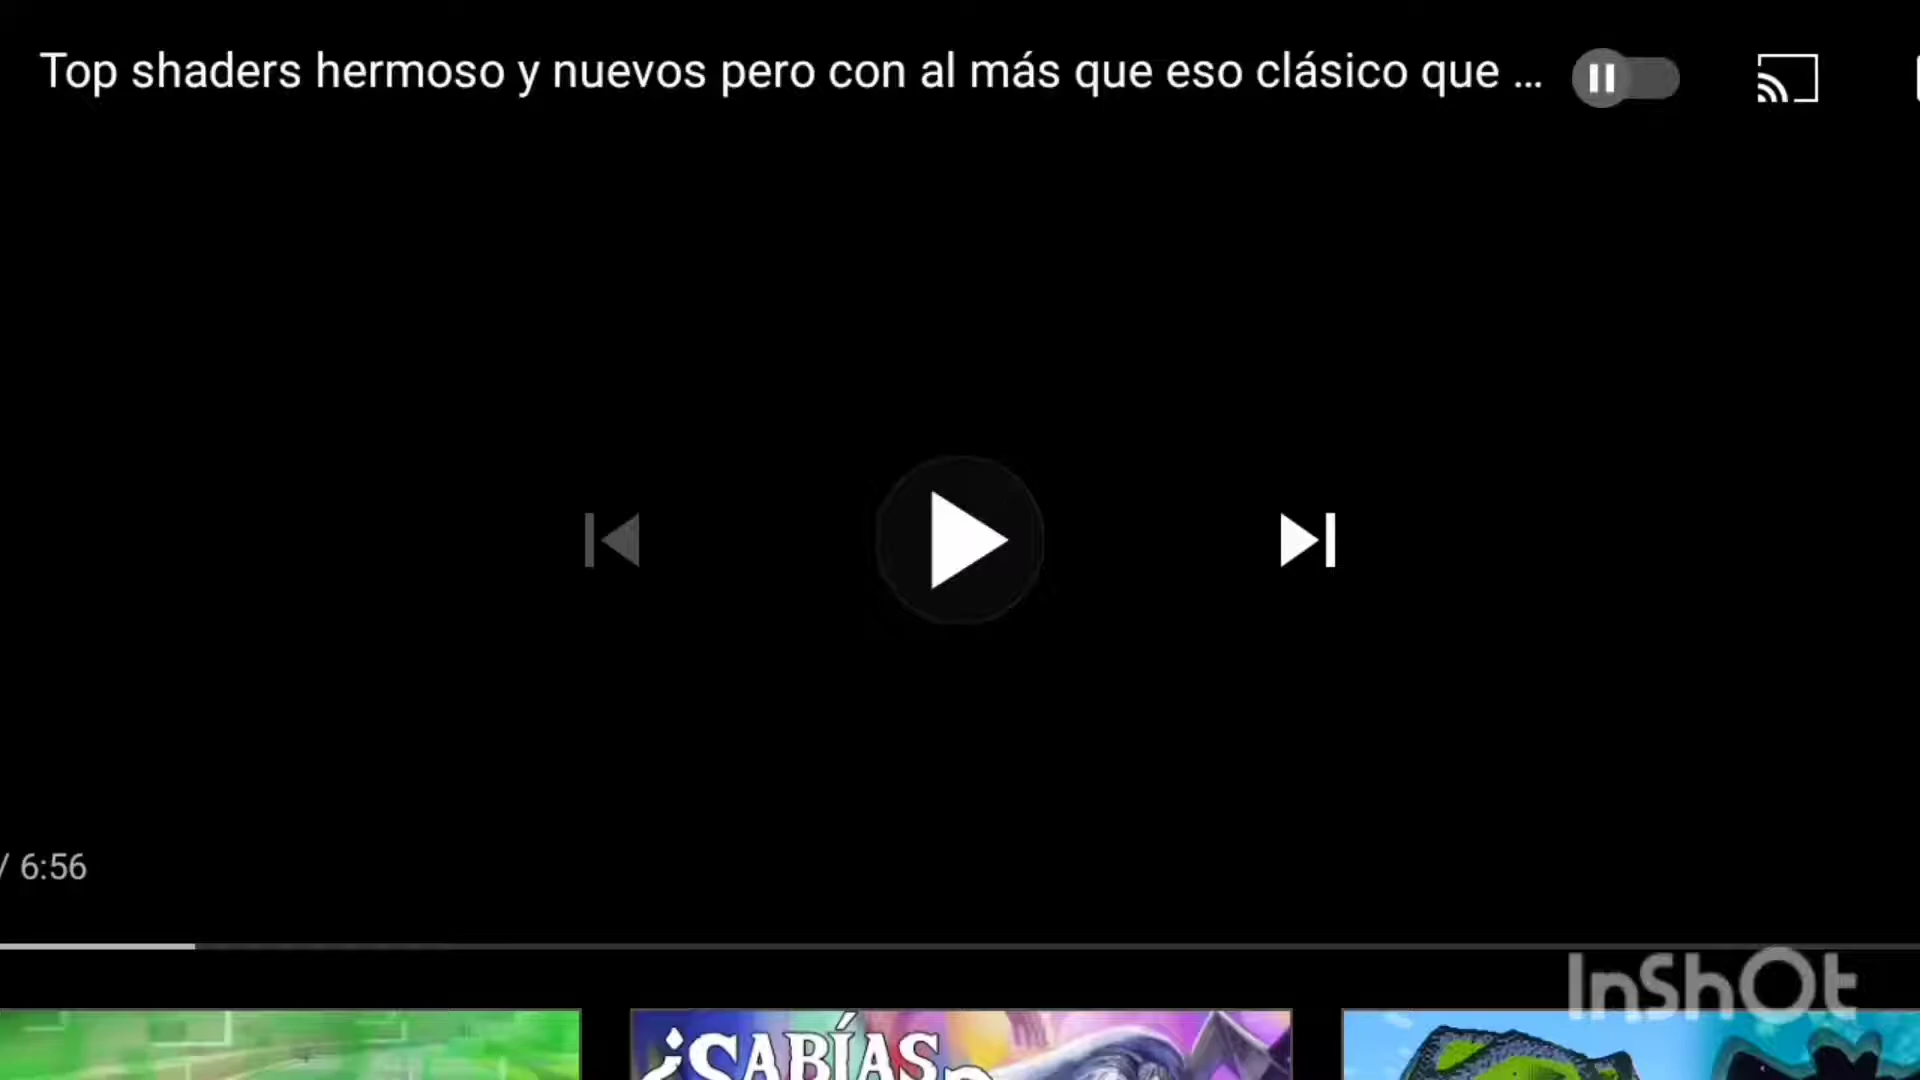 Top shaders hermoso y nuevos pero con al más que eso clásico que ...
/ 6:56
InShOt
¿SABÍAS